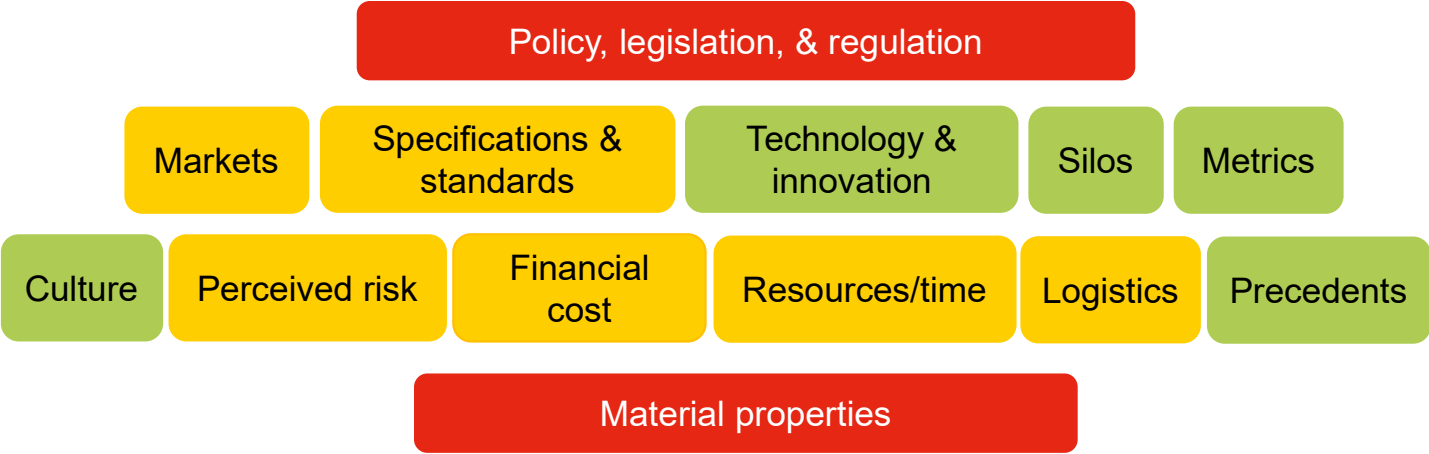 Policy, legislation, & regulation
Markets
Specifications &
standards
Technology &
innovation
Silos
Metrics
Culture
Perceived risk
Financial
cost
Resources/time
Logistics
Precedents
Material properties